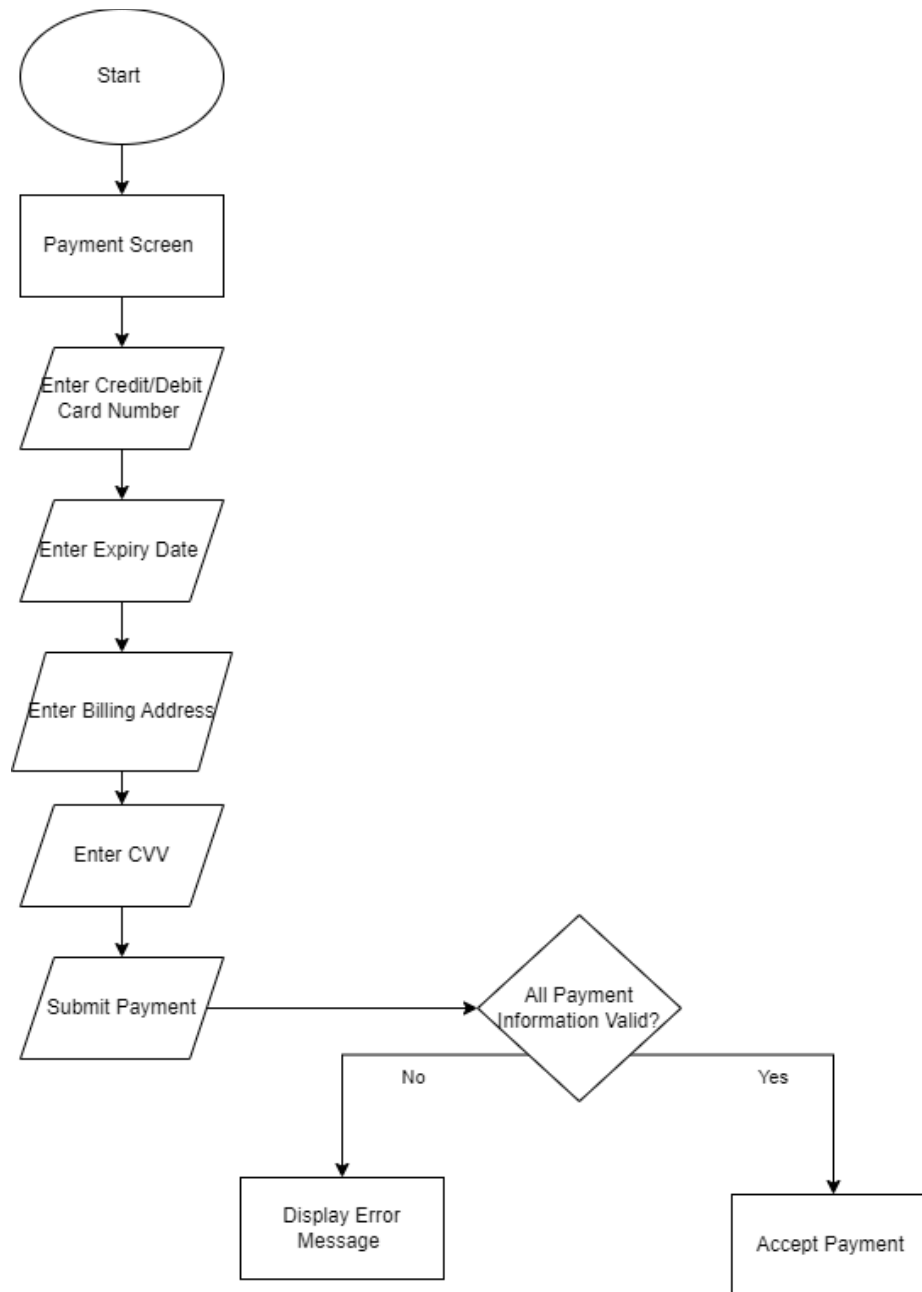 Start
Payment Screen
Enter Credit/Debit
Card Number
Enter Expiry Date
Enter Billing Address
Enter CVV
Submit Payment
All Payment
Information Valid?
No
Yes
Display Error
Message
Accept Payment